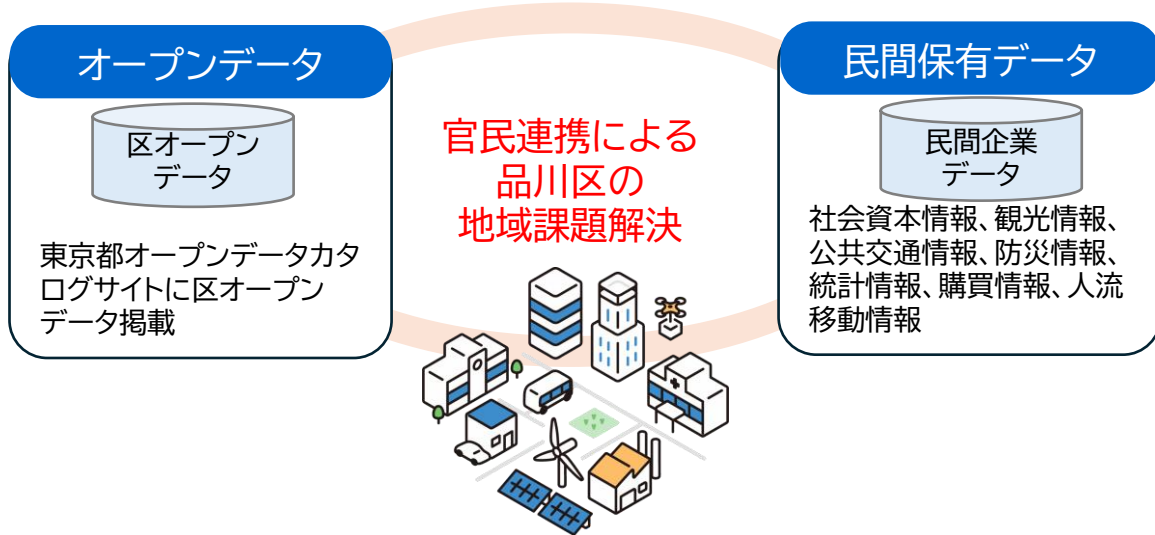 オープンデータ
区オープン
データ
東京都オープンデータカタ
ログサイトに区オープン
データ掲載
官民連携による
品川区の
地域課題解決
民間保有データ
民間企業
データ
社会資本情報、観光情報、
公共交通情報、防災情報、
統計情報、購買情報、人流
移動情報